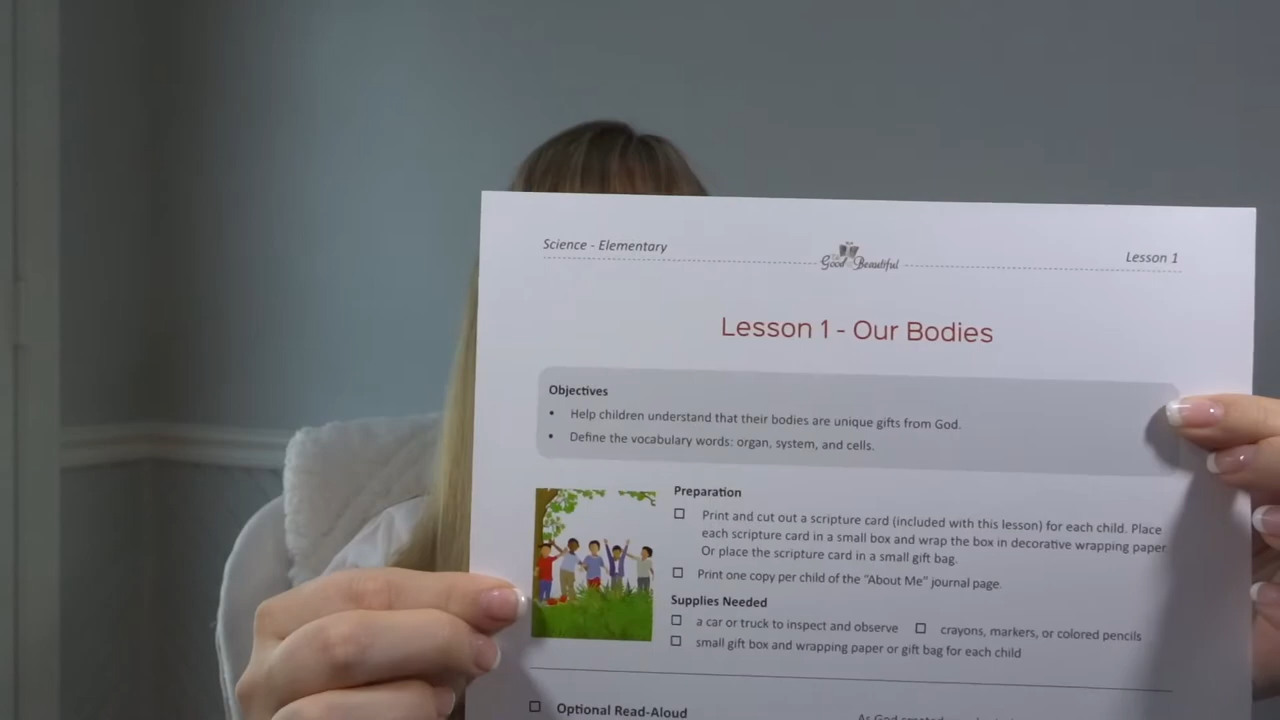 Science - Elementary
Good and Beautiful
Lesson 1
Lesson 1 - Our Bodies
Objectives
• Help children understand that their bodies are unique gifts from God.
• Define the vocabulary words: organ, system, and cells.
Preparation
Print and cut out a scripture card (included with this lesson) for each child. Place
each scripture card in a small box and wrap the box in decorative wrapping paper.
Or place the scripture card in a small gift bag.
Print one copy per child of the “About Me” journal page.
Supplies Needed
a car or truck to inspect and observe
crayons, markers, or colored pencils
small gift box and wrapping paper or gift bag for each child
Optional Read-Aloud
As God created